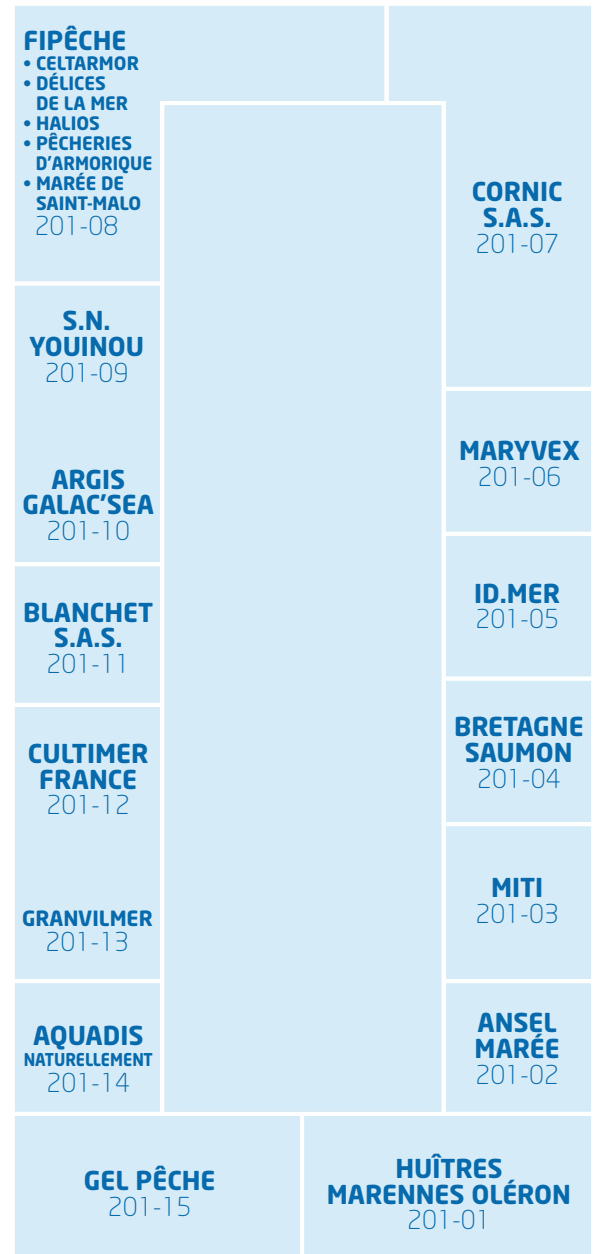 FIPÊCHE
• CELTARMOR
• DÉLICES
DE LA MER
• HALIOS
• PÊCHERIES
D'ARMORIQUE
• MARÉE DE
SAINT-MALO
201-08
CORNIC
S.A.S.
201-07
S.N.
YOUINOU
201-09
MARYVEX
201-06
ARGIS
GALAC'SEA
201-10
ID.MER
201-05
BLANCHET
S.A.S.
201-11
BRETAGNE
SAUMON
201-04
CULTIMER
FRANCE
201-12
MITI
201-03
GRANVILMER
201-13
ANSEL
MARÉE
201-02
AQUADIS
NATURELLEMENT
201-14
GEL PÊCHE
201-15
HUÎTRES
MARENNES OLÉRON
201-01